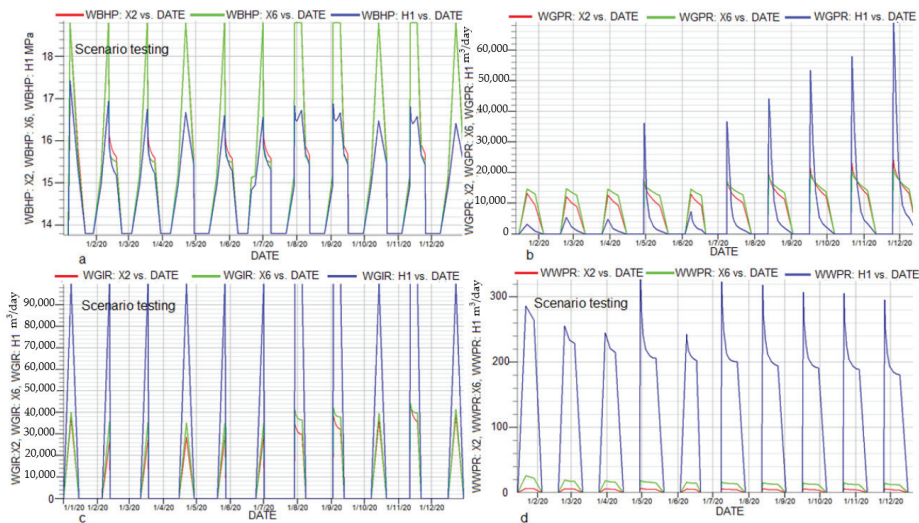 WBHP: X2 vs. DATE WBHP: X6 vs. DATE WBHP: H1 vs. DATE
Scenario testing
WBHP: X2, WBHP: X6, WBHP: H1 MPa
18
17
16
15
14
1/2/20 1/3/20 1/4/20 1/5/20 1/6/20 1/7/20 1/8/20 1/9/20 1/10/20 1/11/20 1/12/20
DATE
a
WGPR: X2 vs. DATE WGPR: X6 vs. DATE WGPR: H1 vs. DATE
WGPR: X2, WGPR: X6, WGPR: H1 m³/day
60,000
50,000
40,000
30,000
20,000
10,000
0
1/2/20 1/3/20 1/4/20 1/5/20 1/6/20 1/7/20 1/8/20 1/9/20 1/10/20 1/11/20 1/12/20
DATE
b
WGIR: X2 vs. DATE WGIR: X6 vs. DATE WGIR: H1 vs. DATE
Scenario testing
WGIR:X2, WGIR: X6, WGIR: H1 m³/day
90,000
80,000
70,000
60,000
50,000
40,000
30,000
20,000
10,000
0
1/1/20 1/2/20 1/3/20 1/4/20 1/5/20 1/6/20 1/7/20 1/8/20 1/9/20 1/10/20 1/11/20 1/12/20
DATE
c
WWPR: X2 vs. DATE WWPR: X6 vs. DATE WWPR: H1 vs. DATE
Scenario testing
WWPR: X2, WWPR:X6, WWPR: H1 m³/day
300
200
100
0
1/2/20 1/3/20 1/4/20 1/5/20 1/6/20 1/7/20 1/8/20 1/9/20 1/10/20 1/11/20 1/12/20
DATE
d